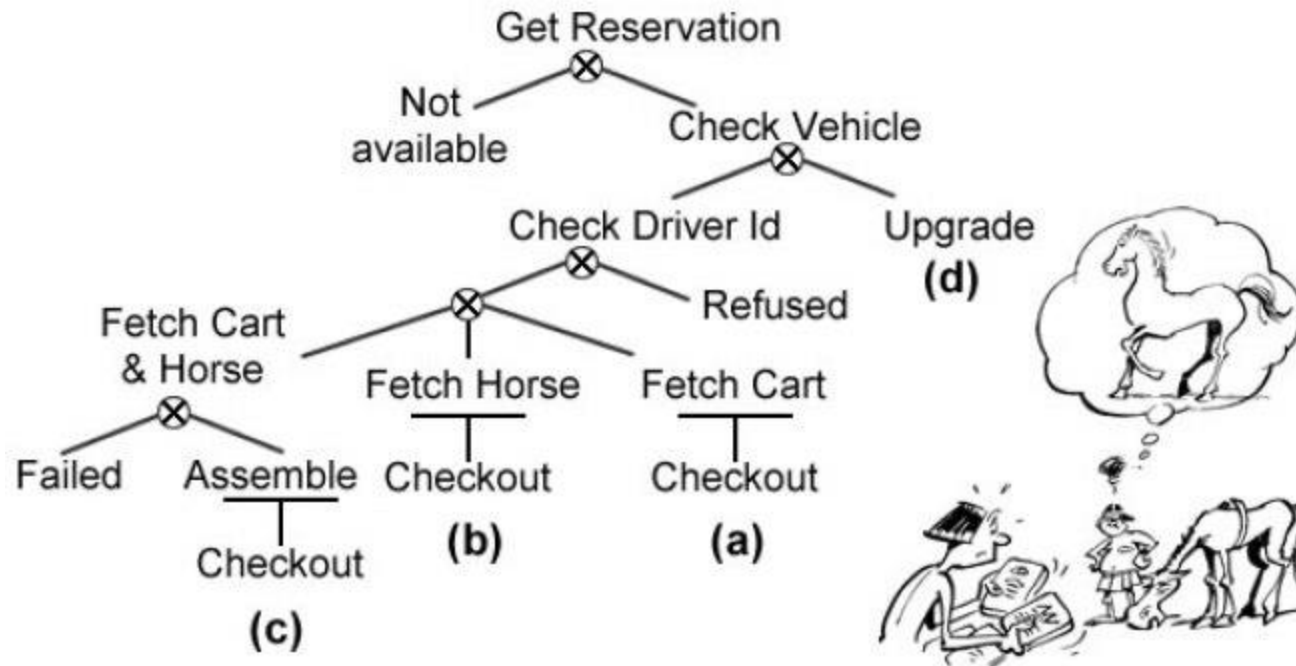 Get Reservation
Not
available
Check Vehicle
Check Driver Id
Upgrade
(d)
Refused
Fetch Cart
& Horse
Fetch Horse
Fetch Cart
Failed
Assemble
Checkout
Checkout
(b)
(a)
Checkout
(c)